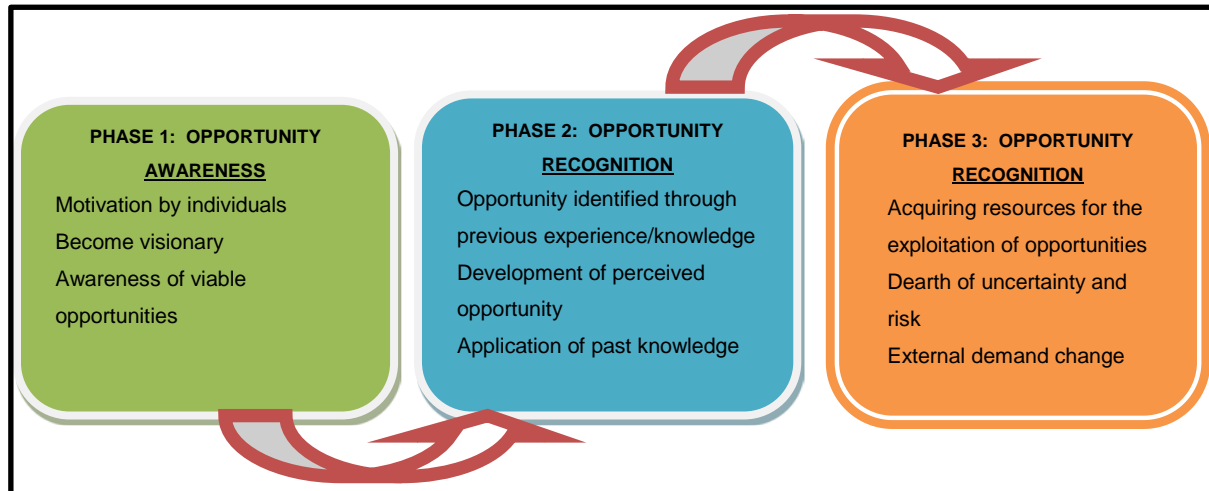 PHASE 1: OPPORTUNITY
AWARENESS
Motivation by individuals
Become visionary
Awareness of viable
opportunities
PHASE 2: OPPORTUNITY
RECOGNITION
Opportunity identified through
previous experience/knowledge
Development of perceived
opportunity
Application of past knowledge
PHASE 3: OPPORTUNITY
RECOGNITION
Acquiring resources for the
exploitation of opportunities
Dearth of uncertainty and
risk
External demand change